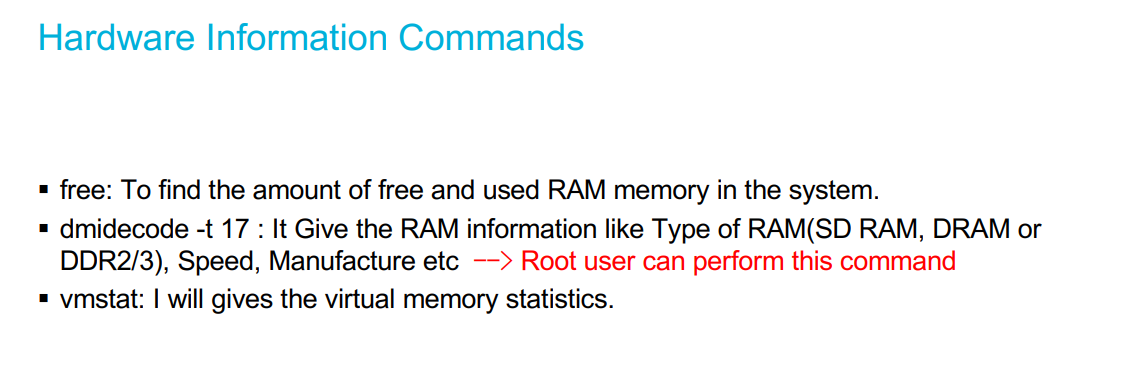 Hardware Information Commands
▪ free: To find the amount of free and used RAM memory in the system.
▪ dmidecode -t 17 : It Give the RAM information like Type of RAM(SD RAM, DRAM or
DDR2/3), Speed, Manufacture etc --> Root user can perform this command
▪ vmstat: I will gives the virtual memory statistics.